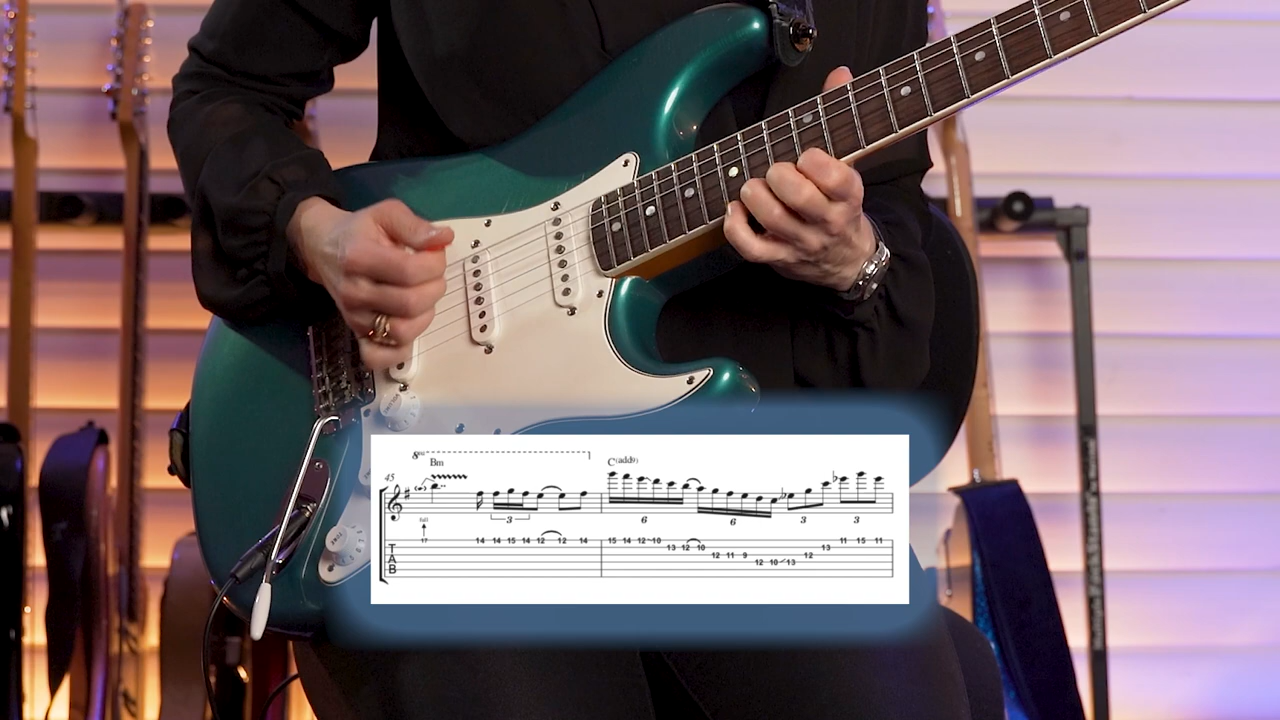 8va
Bm C(add9)
45
3 6 6 3 3
full
17 14 14 15 14 12 12 14 15 14 12 10 13 12 10 12 11 9 12 10 13 12 13 11 15 11
T
A
B